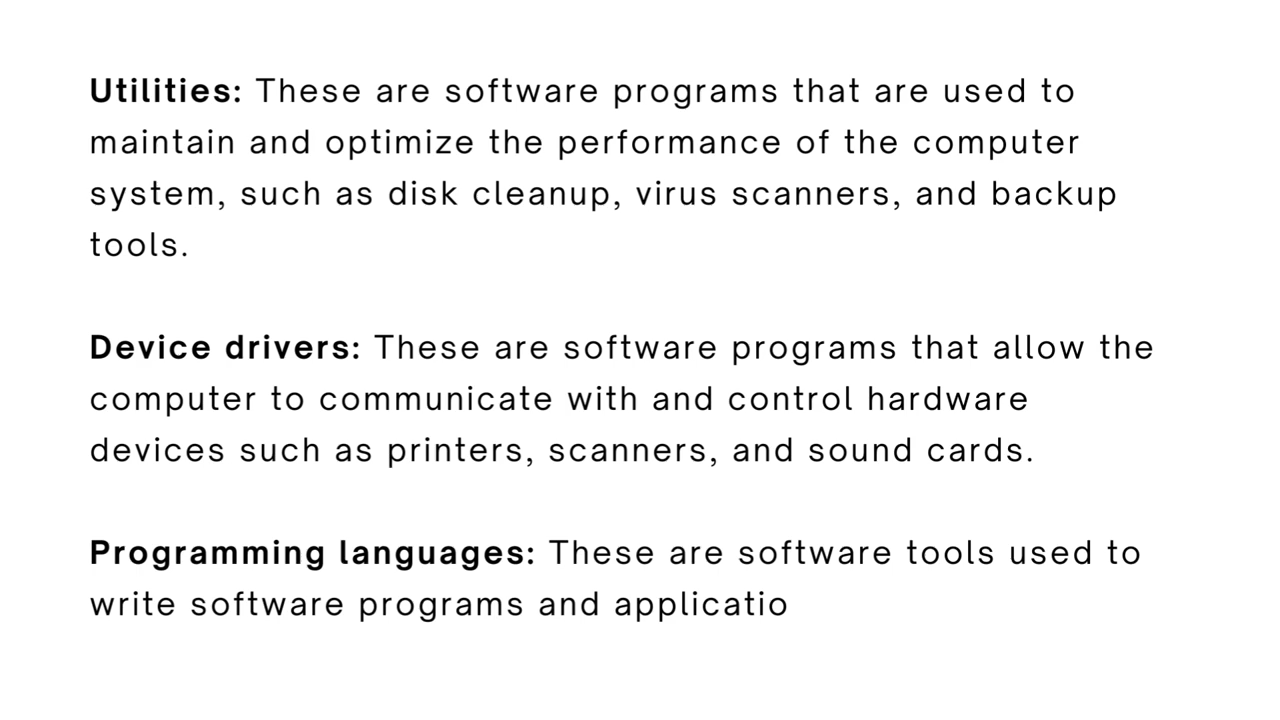 Utilities: These are software programs that are used to
maintain and optimize the performance of the computer
system, such as disk cleanup, virus scanners, and backup
tools.
Device drivers: These are software programs that allow the
computer to communicate with and control hardware
devices such as printers, scanners, and sound cards.
Programming languages: These are software tools used to
write software programs and applicatio